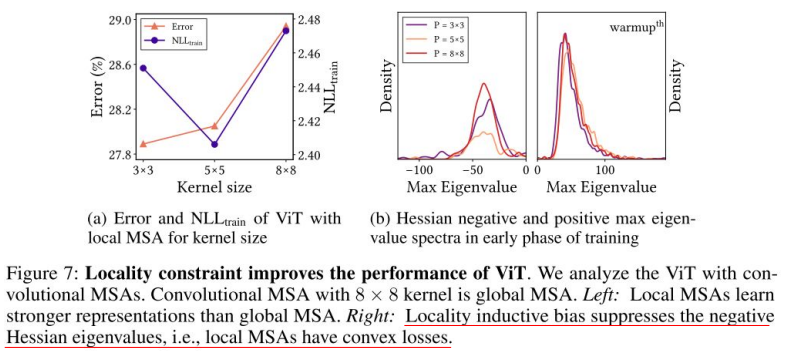 29.0
28.6
28.2
27.8
Error (%)
Error
NLLtrain
2.48
2.46
2.44
2.42
2.40
NLLtrain
3×3
5×5
8×8
Kernel size
(a) Error and NLLtrain of ViT with
local MSA for kernel size
P = 3×3
P = 5×5
P = 8×8
Density
−100
−50
0
Max Eigenvalue
warmupth
0
100
Max Eigenvalue
Density
(b) Hessian negative and positive max eigen-
value spectra in early phase of training
Figure 7: Locality constraint improves the performance of ViT. We analyze the ViT with con-
volutional MSAs. Convolutional MSA with 8 × 8 kernel is global MSA. Left: Local MSAs learn
stronger representations than global MSA. Right: Locality inductive bias suppresses the negative
Hessian eigenvalues, i.e., local MSAs have convex losses.